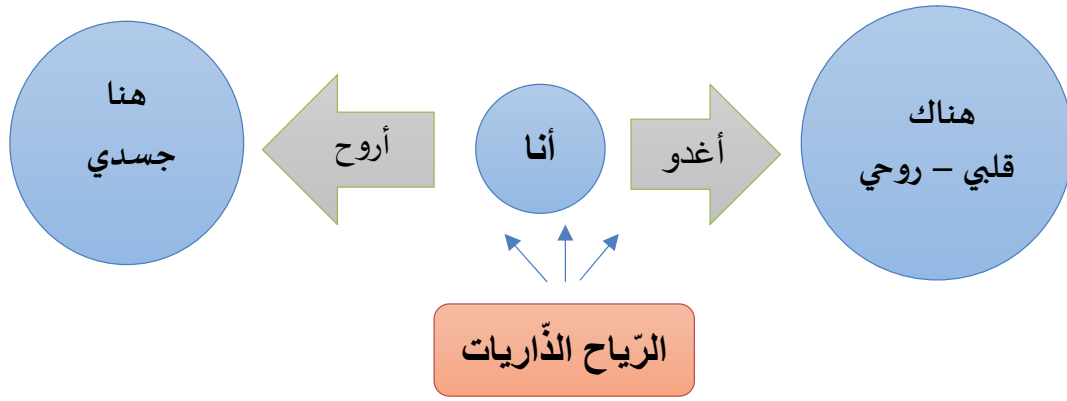 هناك
قلبي – روحي
أغدو
أنا
أروح
هنا
جسدي
الرّياح الذّاريات